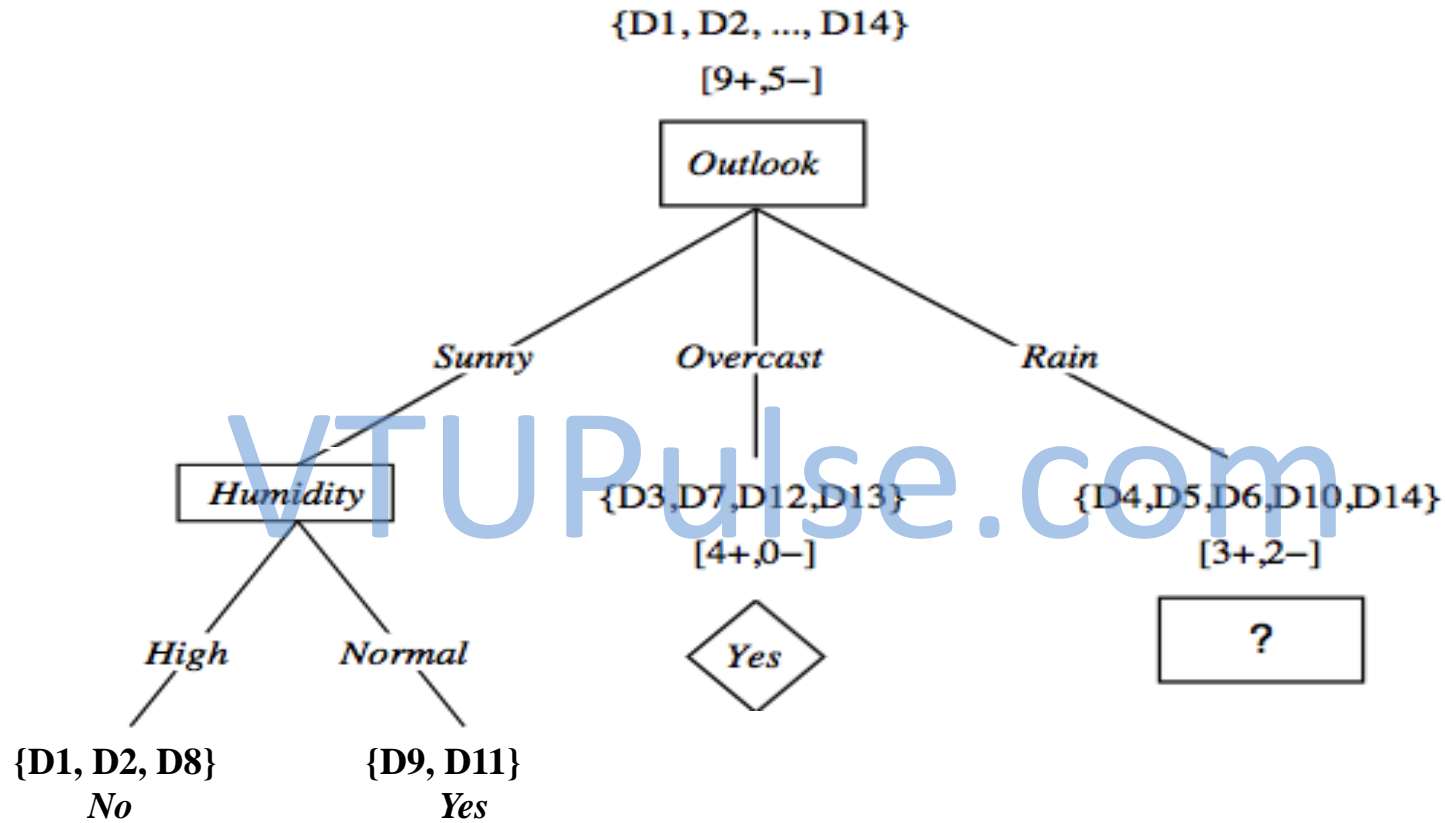 {D1, D2, ..., D14}
[9+,5−]
Outlook
Sunny
Overcast
Rain
VTUPulse.com
Humidity
{D3,D7,D12,D13}
{D4,D5,D6,D10,D14}
[4+,0−]
[3+,2−]
High
Normal
Yes
?
{D1, D2, D8}
{D9, D11}
No
Yes